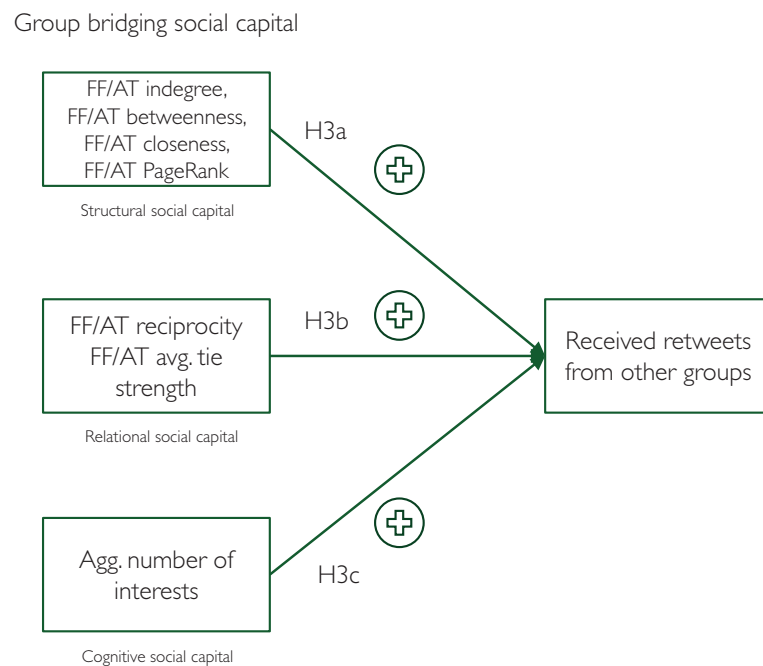 Group bridging social capital
FF/AT indegree,
FF/AT betweenness,
FF/AT closeness,
FF/AT PageRank
Structural social capital
H3a
FF/AT reciprocity
FF/AT avg. tie
strength
Relational social capital
H3b
Received retweets
from other groups
Agg. number of
interests
Cognitive social capital
H3c